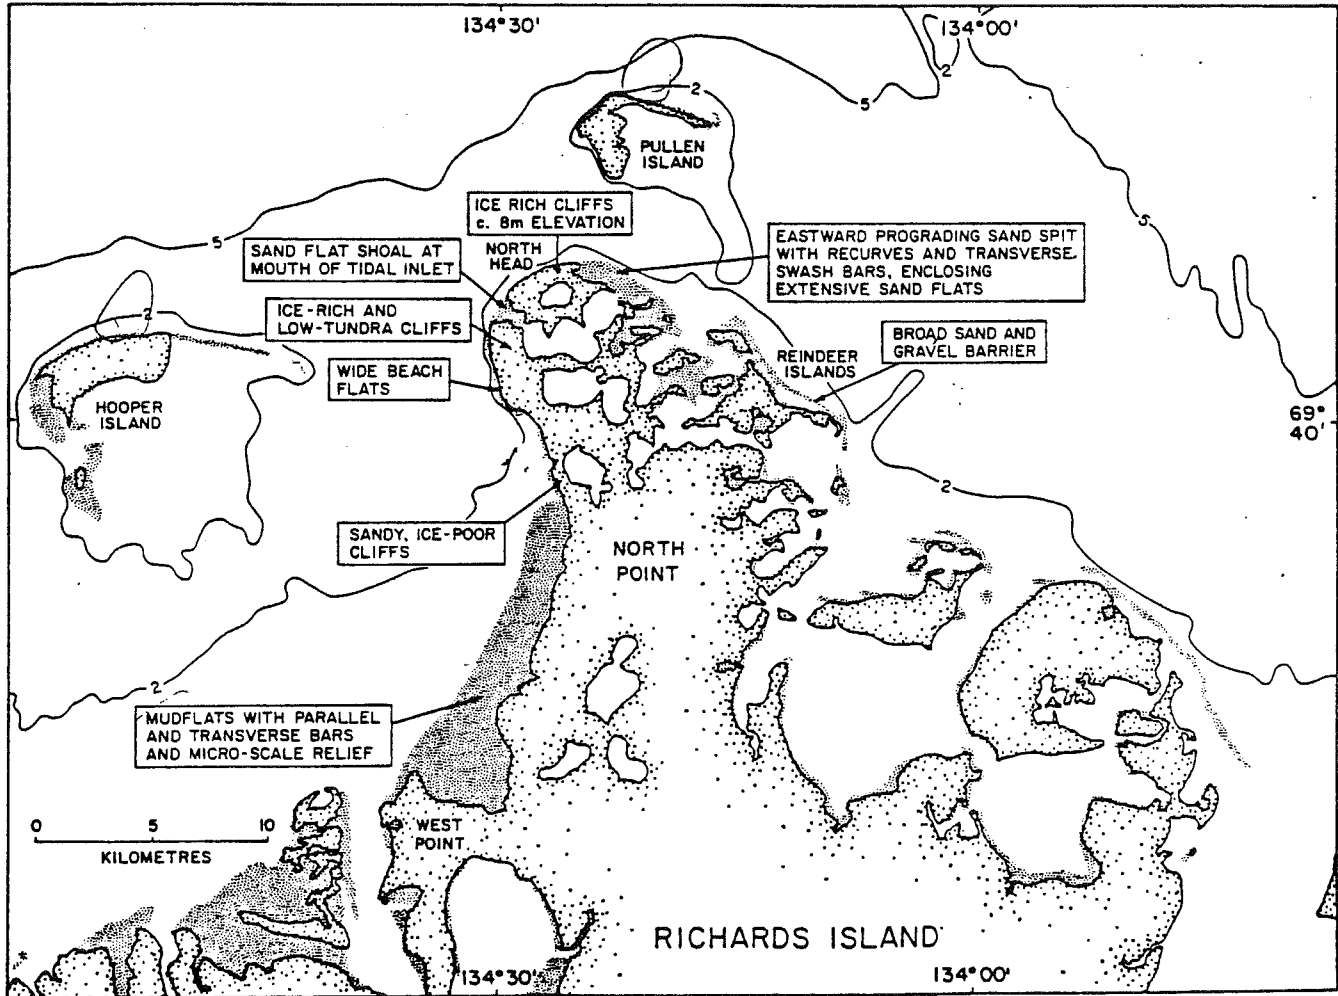 134°30'
134°00'
2
5
2
PULLEN
ISLAND
ICE RICH CLIFFS
c. 8m ELEVATION
5
5
SAND FLAT SHOAL AT
MOUTH OF TIDAL INLET
NORTH
HEAD
EASTWARD PROGRADING SAND SPIT
WITH RECURVES AND TRANSVERSE
SWASH BARS, ENCLOSING
EXTENSIVE SAND FLATS
2
ICE-RICH AND
LOW-TUNDRA CLIFFS
BROAD SAND AND
GRAVEL BARRIER
REINDEER
ISLANDS
WIDE BEACH
FLATS
HOOPER
ISLAND
69°
40'
2
SANDY, ICE-POOR
CLIFFS
NORTH
POINT
2
MUDFLATS WITH PARALLEL
AND TRANSVERSE BARS
AND MICRO-SCALE RELIEF
0 5 10
KILOMETRES
WEST
POINT
RICHARDS ISLAND
134°30'
134°00'